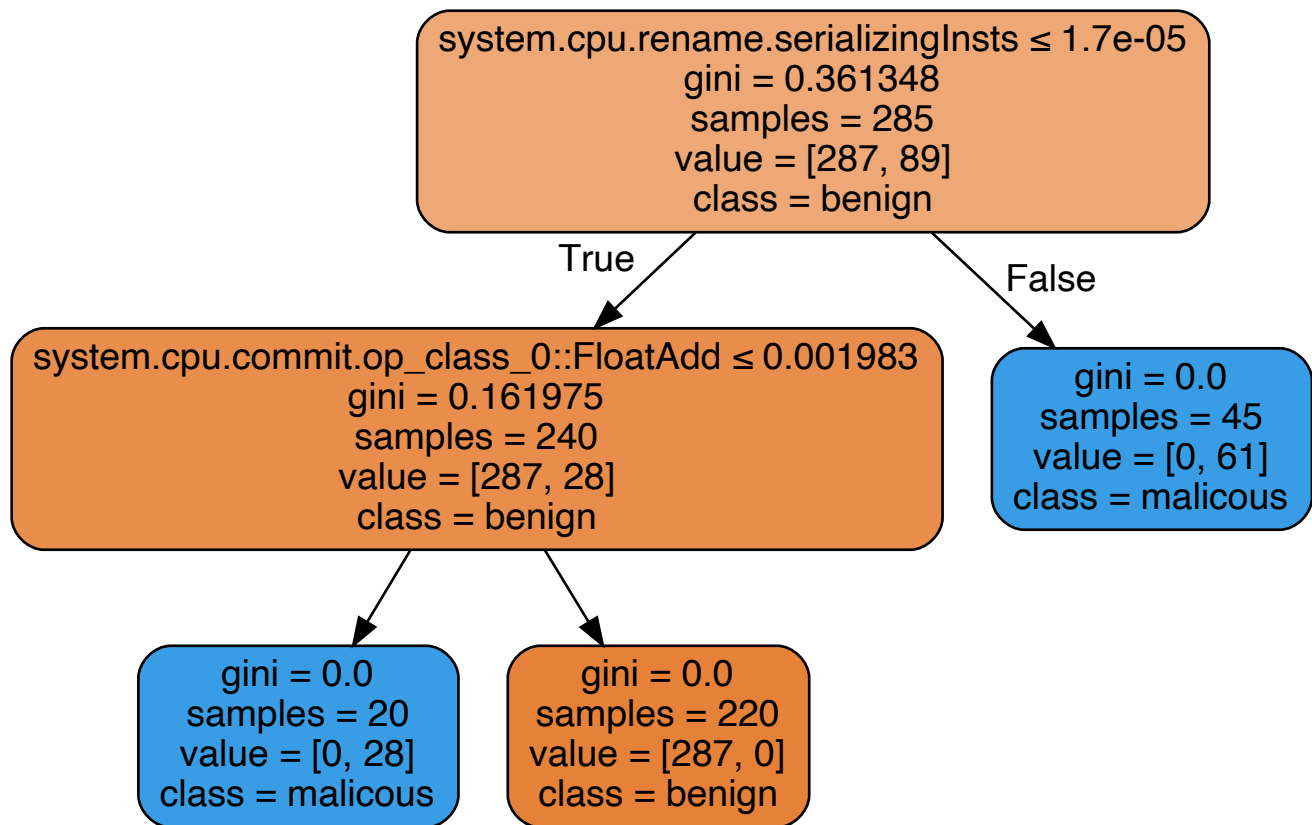 system.cpu.rename.serializingInsts ≤ 1.7e-05
gini = 0.361348
samples = 285
value = [287, 89]
class = benign
True
False
system.cpu.commit.op_class_0::FloatAdd ≤ 0.001983
gini = 0.161975
samples = 240
value = [287, 28]
class = benign
gini = 0.0
samples = 45
value = [0, 61]
class = malicous
gini = 0.0
samples = 20
value = [0, 28]
class = malicous
gini = 0.0
samples = 220
value = [287, 0]
class = benign